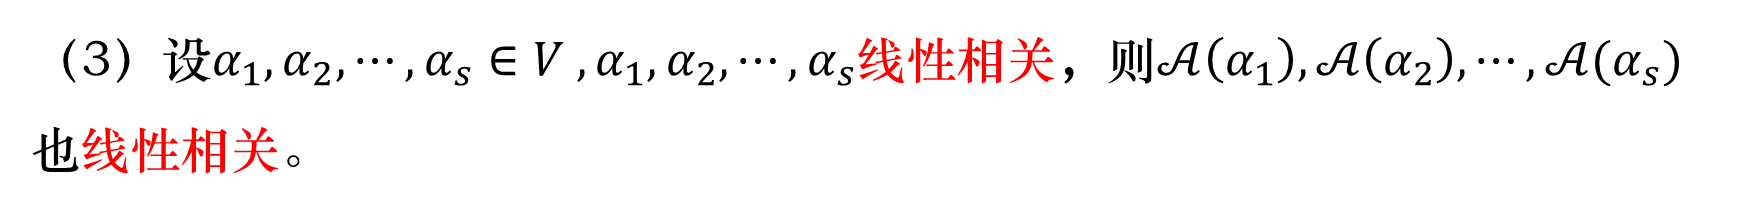 （3）设α₁, α₂, ⋯ , αₛ ∈ V , α₁, α₂, ⋯ , αₛ线性相关，则𝒜(α₁), 𝒜(α₂), ⋯ , 𝒜(αₛ)
也线性相关。